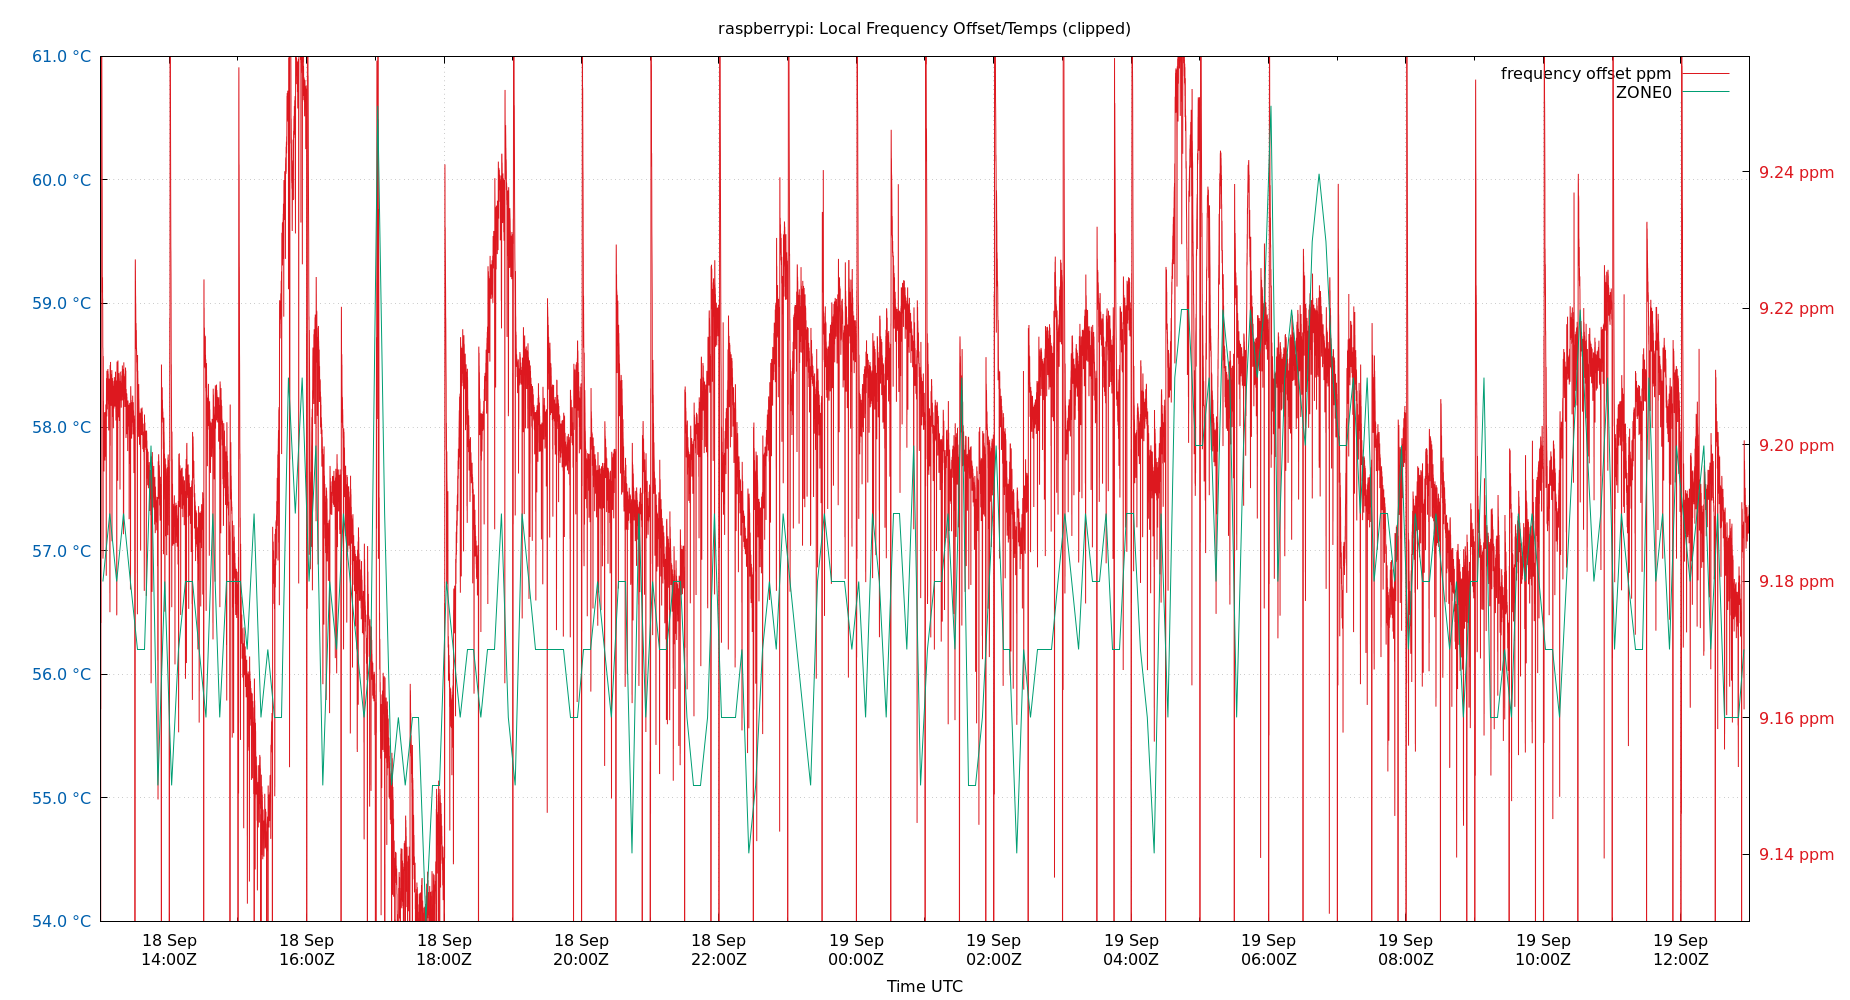 raspberrypi: Local Frequency Offset/Temps (clipped)
61.0 °C
60.0 °C
59.0 °C
58.0 °C
57.0 °C
56.0 °C
55.0 °C
54.0 °C
frequency offset ppm
ZONE0
9.24 ppm
9.22 ppm
9.20 ppm
9.18 ppm
9.16 ppm
9.14 ppm
18 Sep
14:00Z
18 Sep
16:00Z
18 Sep
18:00Z
18 Sep
20:00Z
18 Sep
22:00Z
19 Sep
00:00Z
19 Sep
02:00Z
19 Sep
04:00Z
19 Sep
06:00Z
19 Sep
08:00Z
19 Sep
10:00Z
19 Sep
12:00Z
Time UTC